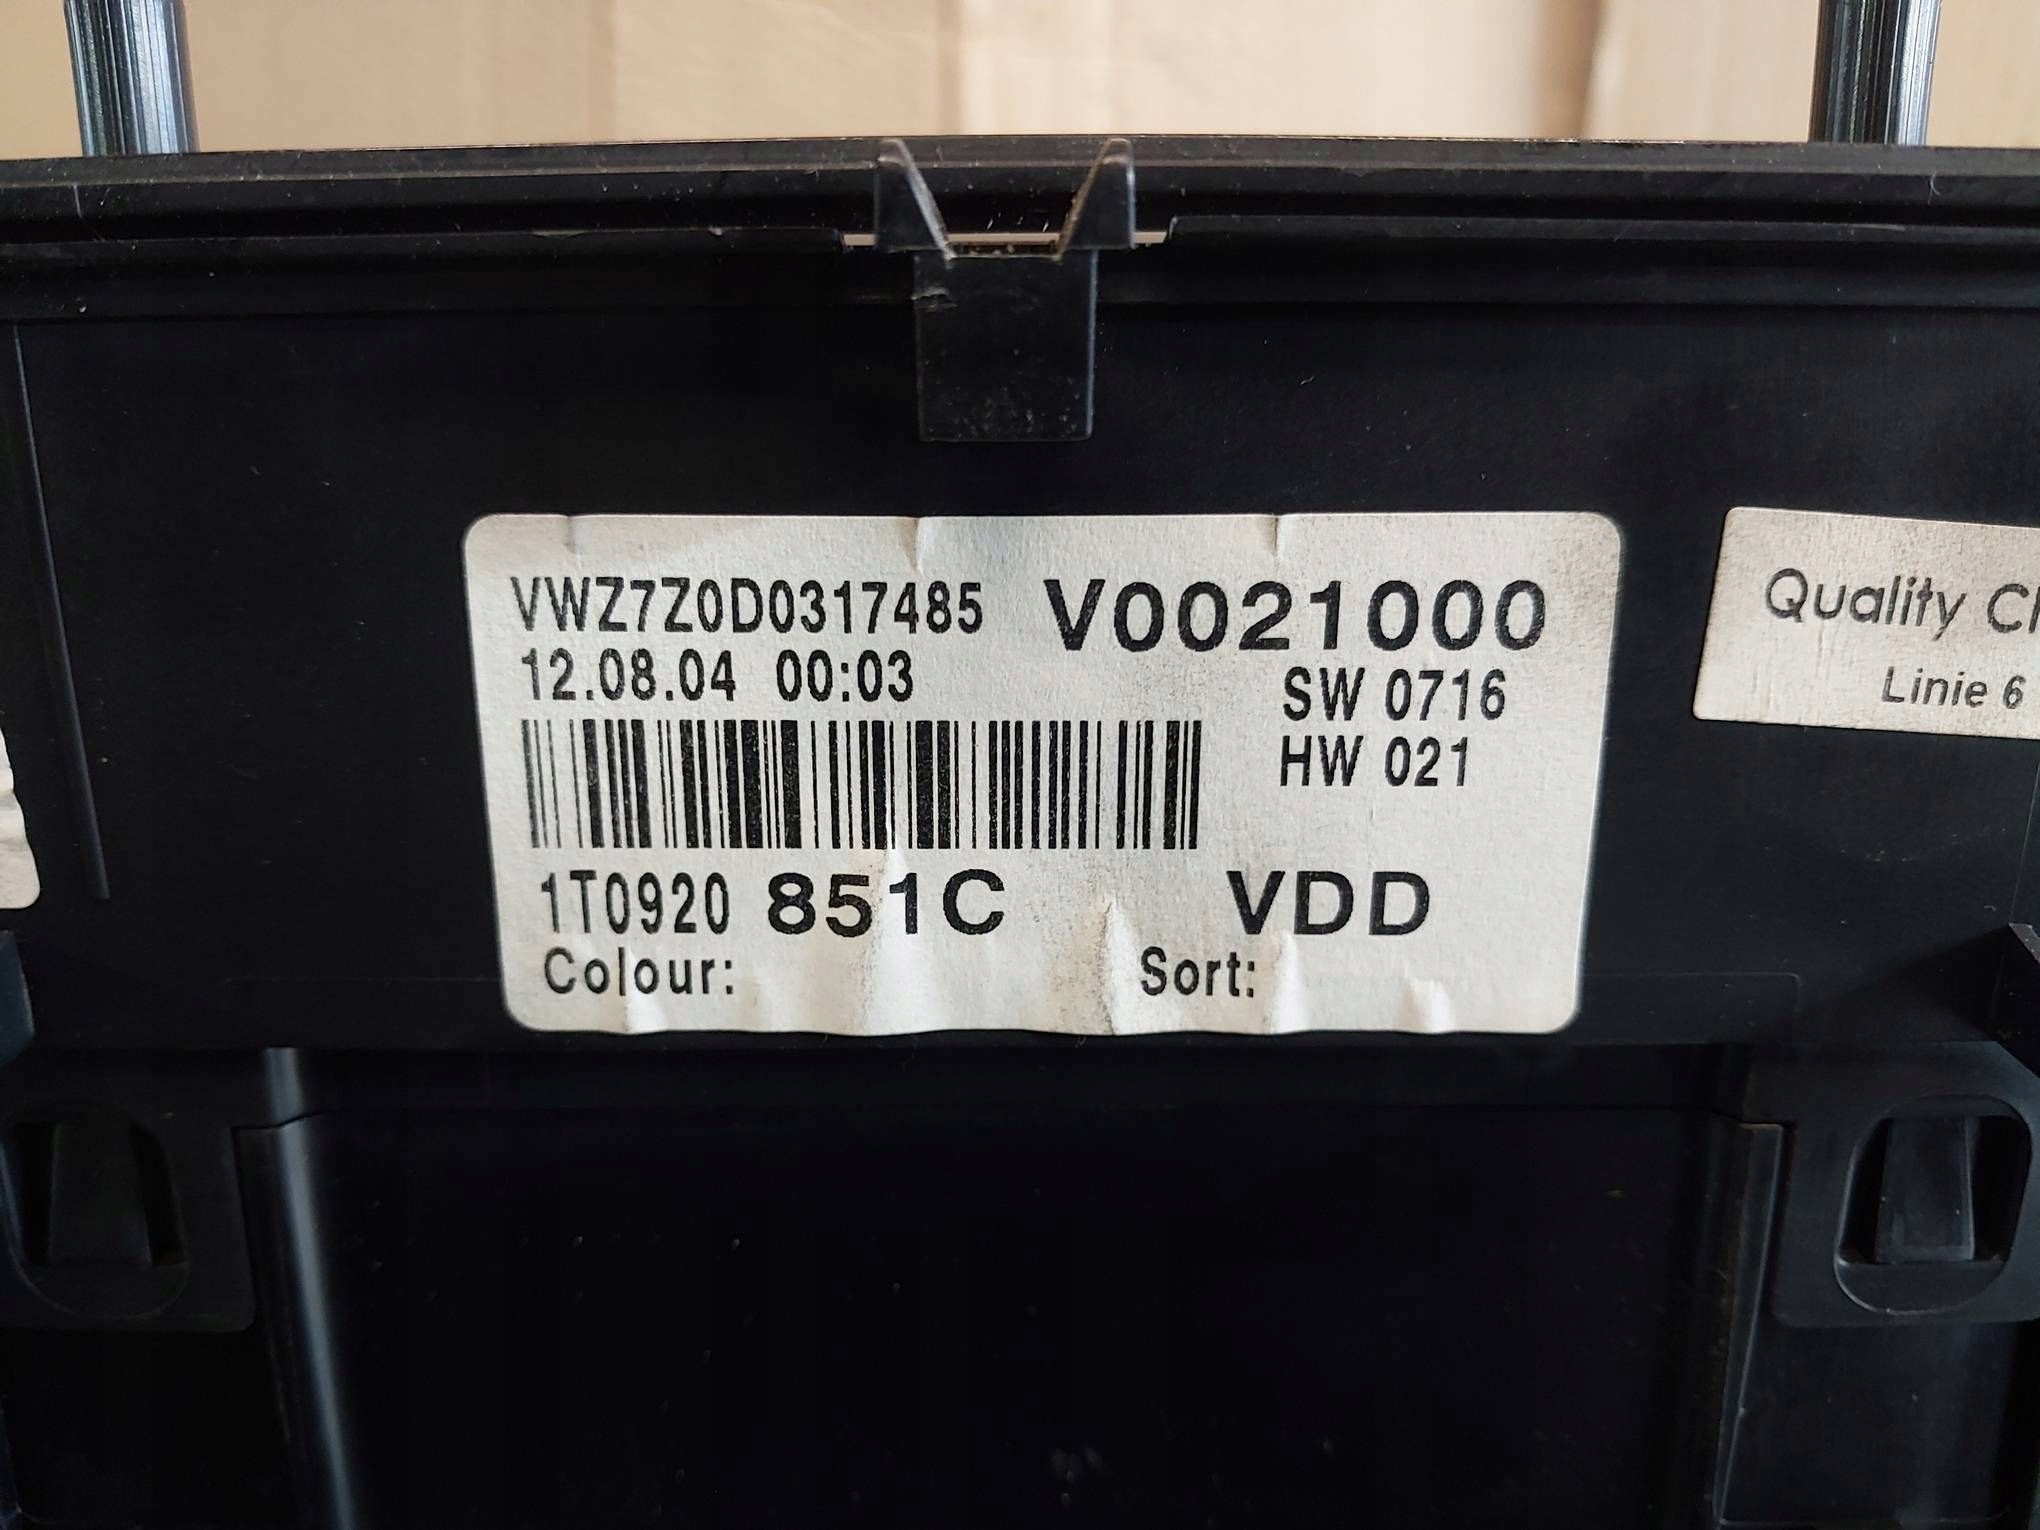 VWZ7Z0D0317485 V0021000
12.08.04 00:03 SW 0716
HW 021
1T0920 851C VDD
Colour: Sort:
Quality
Linie 6